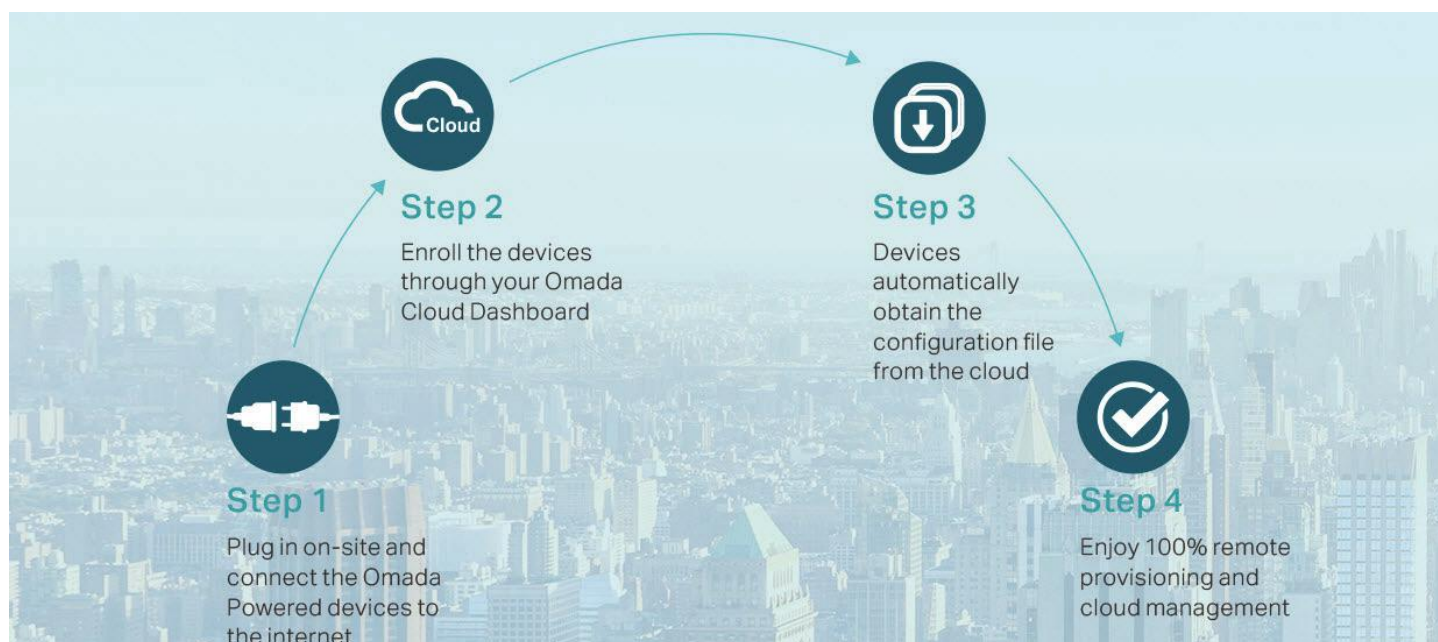 Cloud
Step 2
Enroll the devices
through your Omada
Cloud Dashboard
Step 3
Devices
automatically
obtain the
configuration file
from the cloud
Step 1
Plug in on-site and
connect the Omada
Powered devices to
the internet
Step 4
Enjoy 100% remote
provisioning and
cloud management